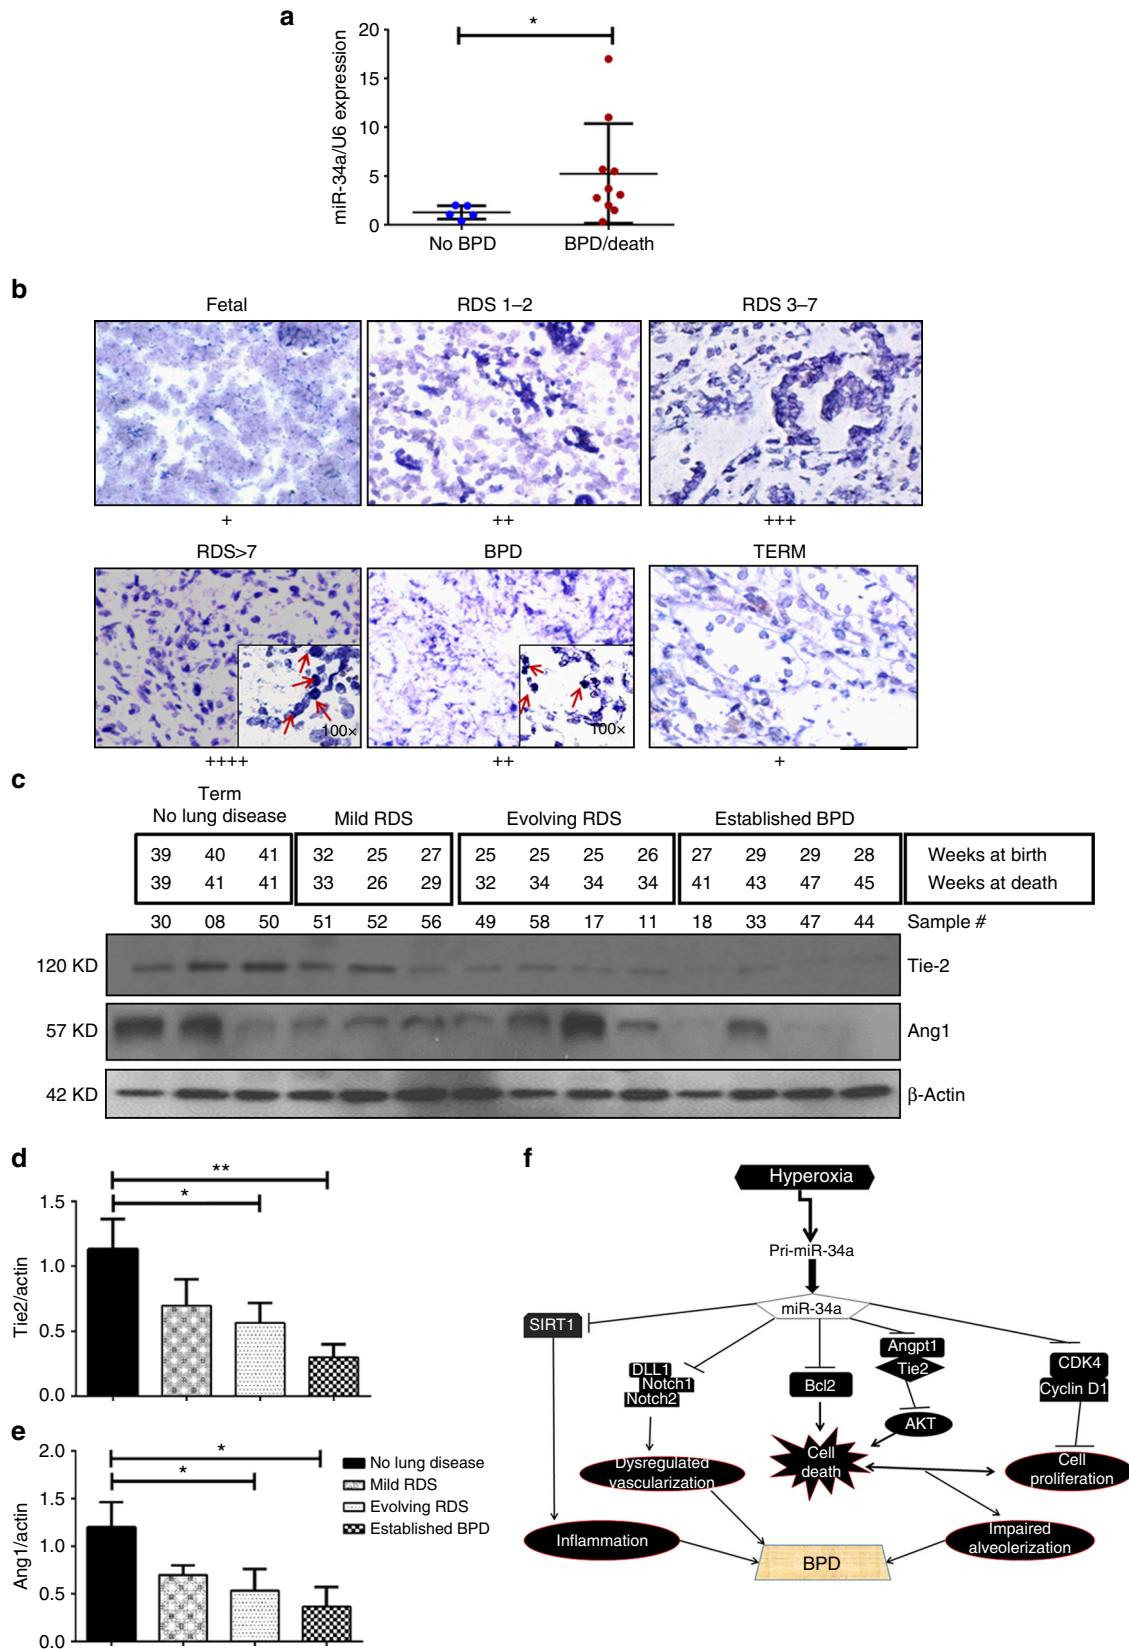 a
*
20
15
10
5
0
miR-34a/U6 expression
No BPD
BPD/death
b
Fetal
RDS 1–2
RDS 3–7
+
++
+++
RDS>7
BPD
TERM
100×
100×
++++
++
+
c
Term
No lung disease
Mild RDS
Evolving RDS
Established BPD
39 40 41 32 25 27 25 25 25 26 27 29 29 28 Weeks at birth
39 41 41 33 26 29 32 34 34 34 41 43 47 45 Weeks at death
30 08 50 51 52 56 49 58 17 11 18 33 47 44 Sample #
120 KD
Tie-2
57 KD
Ang1
42 KD
β-Actin
d
**
*
1.5
1.0
0.5
0.0
Tie2/actin
e
*
*
2.0
1.5
1.0
0.5
0.0
Ang1/actin
No lung disease
Mild RDS
Evolving RDS
Established BPD
f
Hyperoxia
Pri-miR-34a
miR-34a
SIRT1
DLL1
Notch1
Notch2
Bcl2
Angpt1
Tie2
CDK4
Cyclin D1
AKT
Dysregulated
vascularization
Cell
death
Cell
proliferation
Inflammation
Impaired
alveolerization
BPD